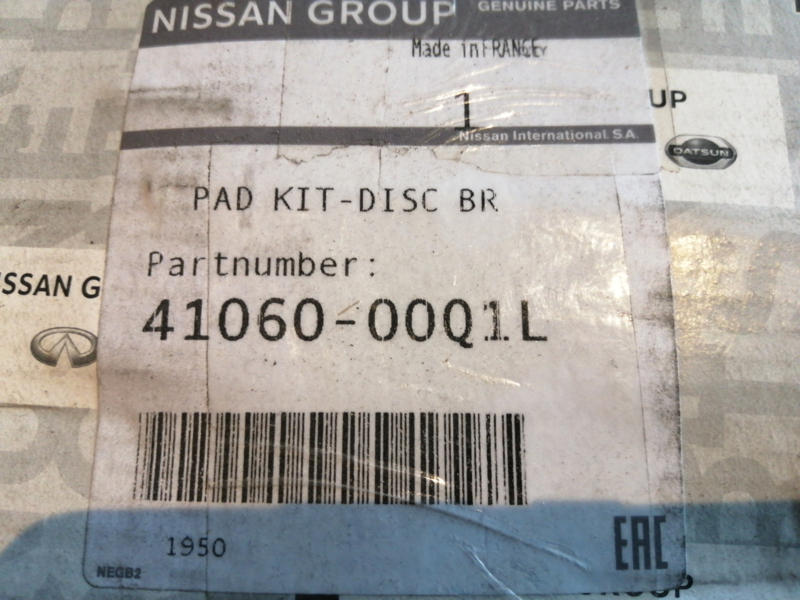 NISSAN GROUP
GENUINE PARTS
Made in FRANCE
1
UP
Nissan International. S.A.
DATSUN
PAD KIT-DISC BR
Partnumber:
ISSAN G
41060-00Q1L
1950
EAC
NEGB2
GROUP